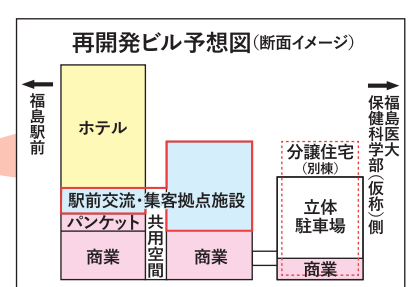 再開発ビル予想図(断面イメージ)
福島駅前
福島医大
保健科学部(仮称)側
ホテル
分譲住宅
(別棟)
駅前交流・集客拠点施設
バンケット
共用空間
立体
駐車場
商業
商業
商業